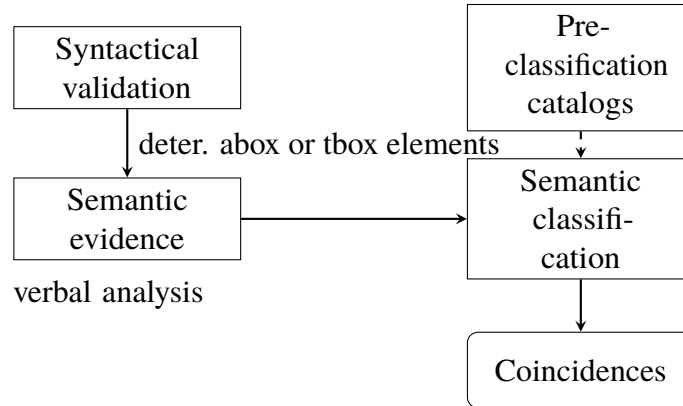 Syntactical
validation
Pre-
classification
catalogs
deter. abox or tbox elements
Semantic
evidence
Semantic
classifi-
cation
verbal analysis
Coincidences